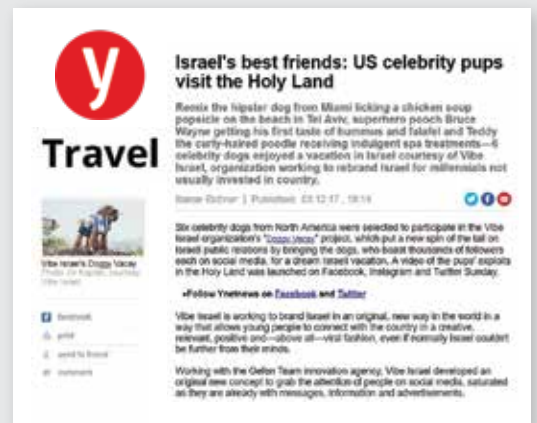 y
Travel
Israel's best friends: US celebrity pups
visit the Holy Land
Remix the hipster dog from Miami licking a chicken soup
popsicle on the beach in Tel Aviv, superhero pooch Bruce
Wayne getting his first taste of hummus and falafel and Teddy
the curly-haired poodle receiving indulgent spa treatments—6
celebrity dogs enjoyed a vacation in Israel courtesy of Vibe
Israel, organization working to rebrand Israel for millennials not
usually invested in country.
Itamar Eichner | Published: 03.12.17 , 18:14
Six celebrity dogs from North America were selected to participate in the Vibe
Israel organization's "Doggy Vacay" project, which put a new spin of the tail on
Israeli public relations by bringing the dogs, who boast thousands of followers
each on social media, for a dream Israeli vacation. A video of the pups' exploits
in the Holy Land was launched on Facebook, Instagram and Twitter Sunday.
Follow Ynetnews on Facebook and Twitter
Vibe Israel is working to brand Israel in an original, new way in the world in a
way that allows young people to connect with the country in a creative,
relevant, positive and—above all—viral fashion, even if normally Israel couldn't
be further from their minds.
Working with the Gefen Team innovation agency, Vibe Israel developed an
original new concept to grab the attention of people on social media, saturated
as they are already with messages, information and advertisements.
Vibe Israel's Doggy Vacay
facebook
print
send to friend
comment